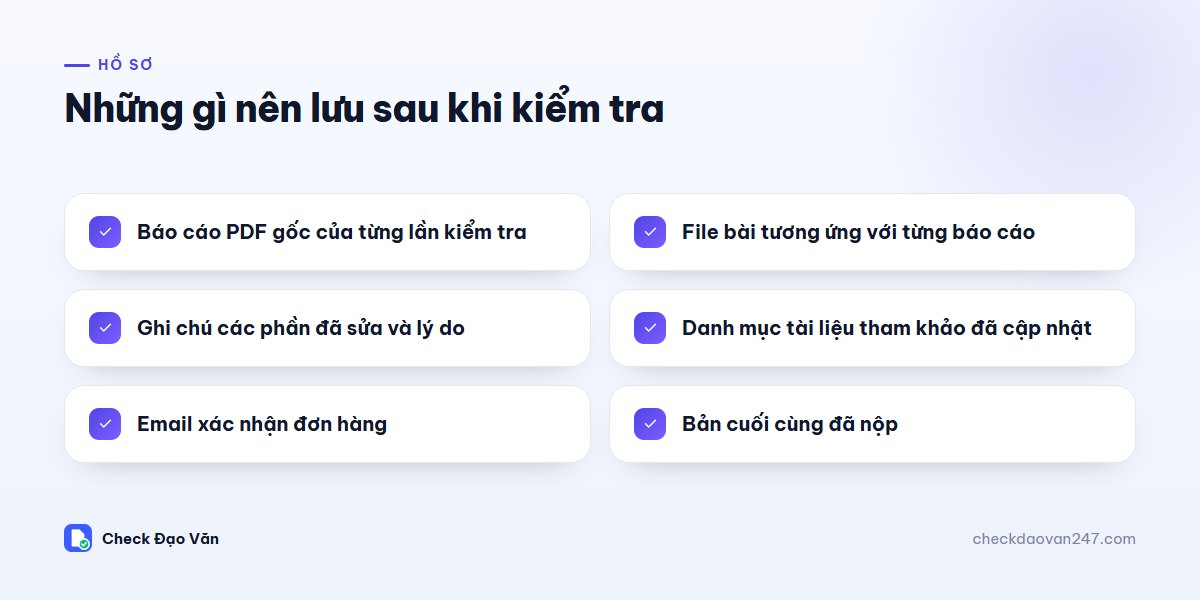 HỒ SƠ
Những gì nên lưu sau khi kiểm tra
Báo cáo PDF gốc của từng lần kiểm tra
File bài tương ứng với từng báo cáo
Ghi chú các phần đã sửa và lý do
Danh mục tài liệu tham khảo đã cập nhật
Email xác nhận đơn hàng
Bản cuối cùng đã nộp
Check Đạo Văn
checkdaovan247.com